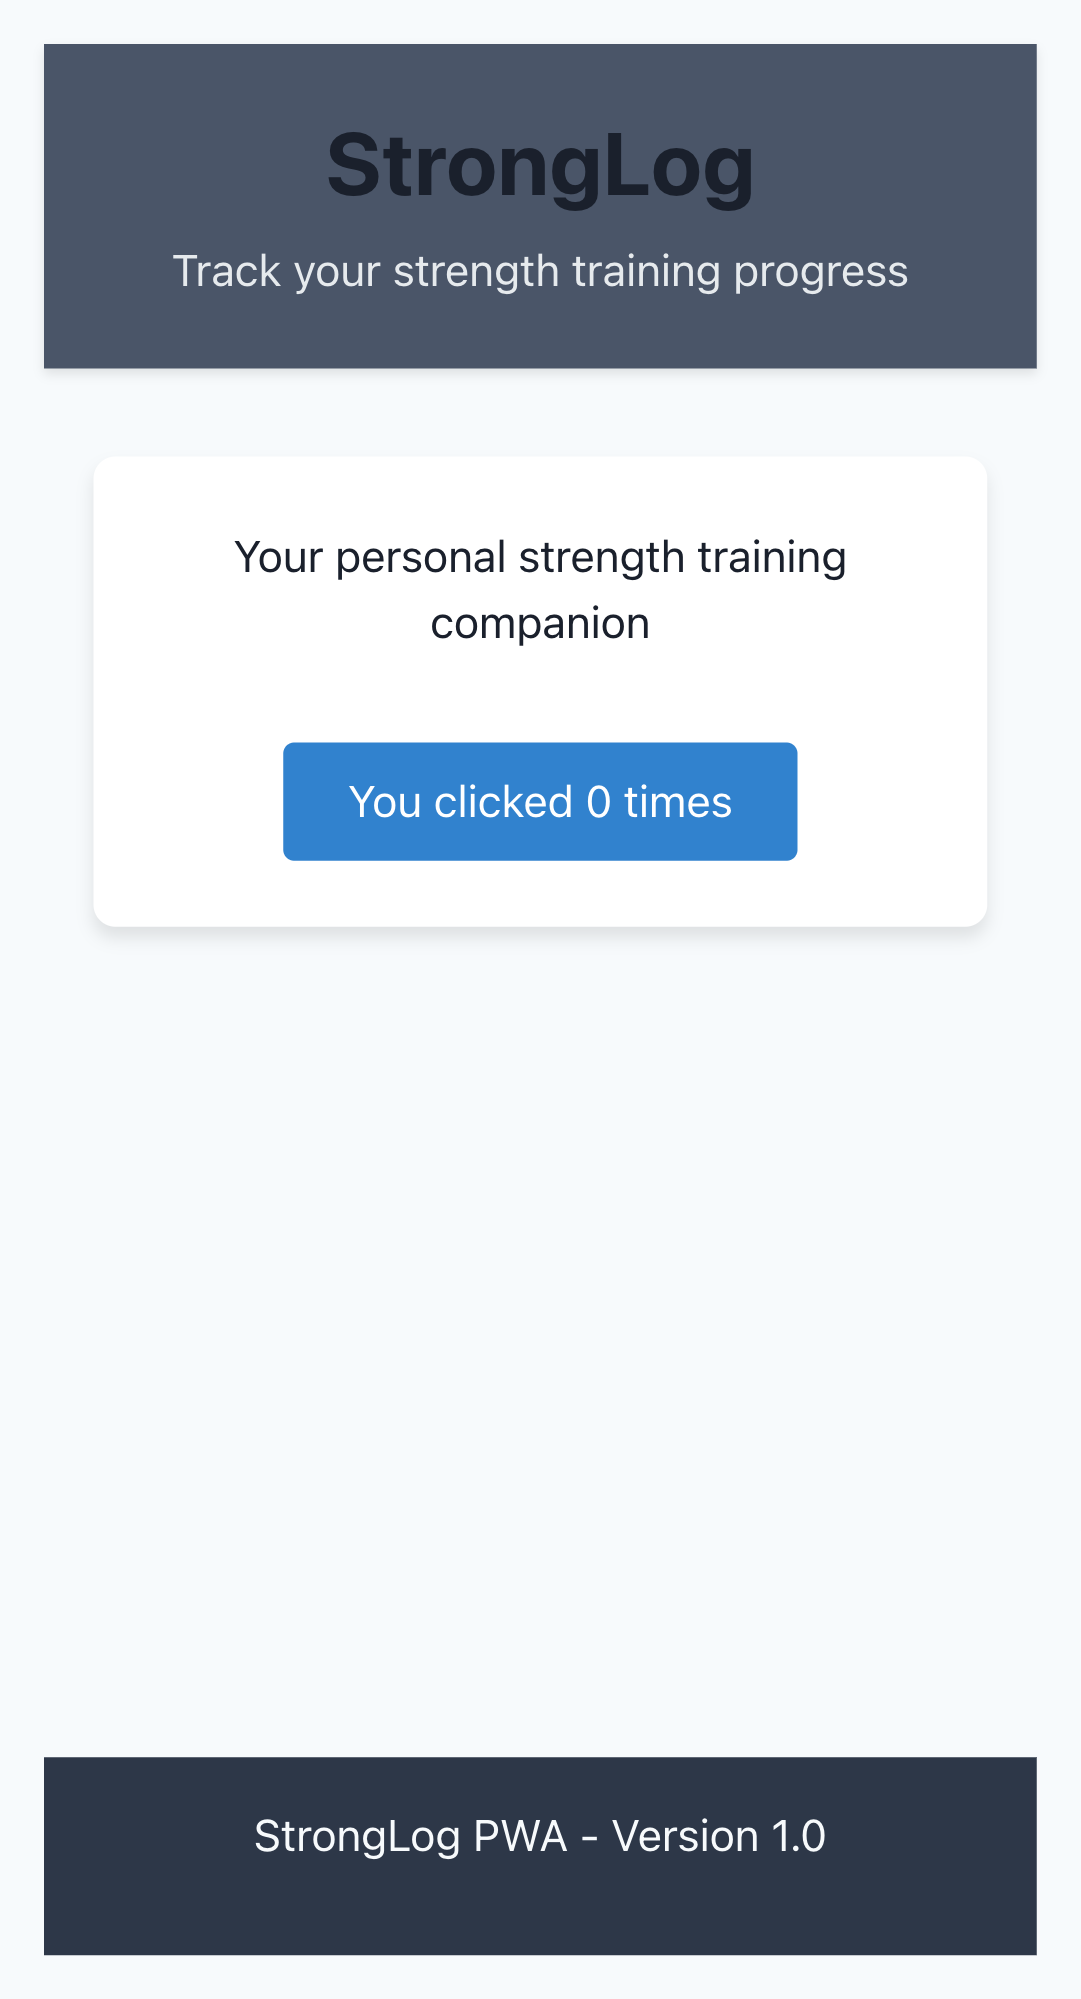 StrongLog
Track your strength training progress
Your personal strength training
companion
You clicked 0 times
StrongLog PWA - Version 1.0